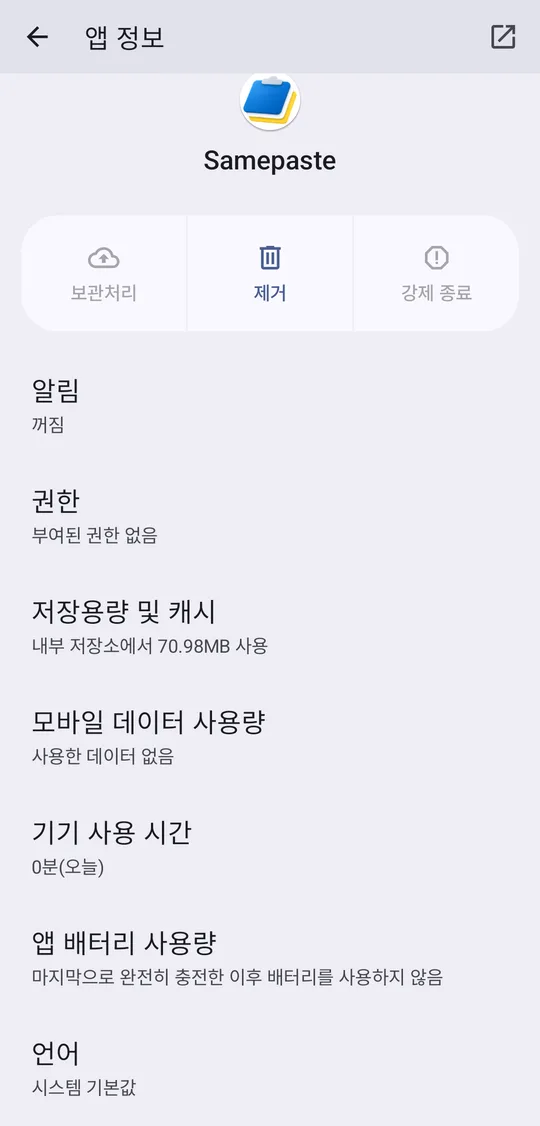 앱 정보
Samepaste
보관처리
제거
강제 종료
알림
꺼짐
권한
부여된 권한 없음
저장용량 및 캐시
내부 저장소에서 70.98MB 사용
모바일 데이터 사용량
사용한 데이터 없음
기기 사용 시간
0분(오늘)
앱 배터리 사용량
마지막으로 완전히 충전한 이후 배터리를 사용하지 않음
언어
시스템 기본값